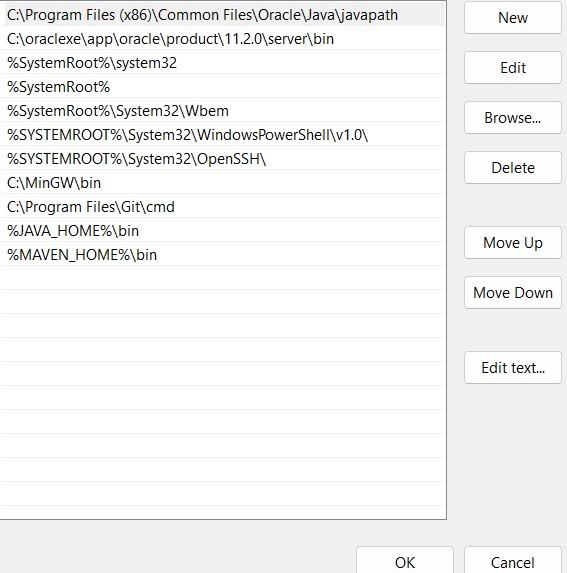 C:\Program Files (x86)\Common Files\Oracle\Java\javapath
C:\oraclexe\app\oracle\product\11.2.0\server\bin
%SystemRoot%\system32
%SystemRoot%
%SystemRoot%\System32\Wbem
%SYSTEMROOT%\System32\WindowsPowerShell\v1.0\
%SYSTEMROOT%\System32\OpenSSH\
C:\MinGW\bin
C:\Program Files\Git\cmd
%JAVA_HOME%\bin
%MAVEN_HOME%\bin
New
Edit
Browse...
Delete
Move Up
Move Down
Edit text...
OK
Cancel